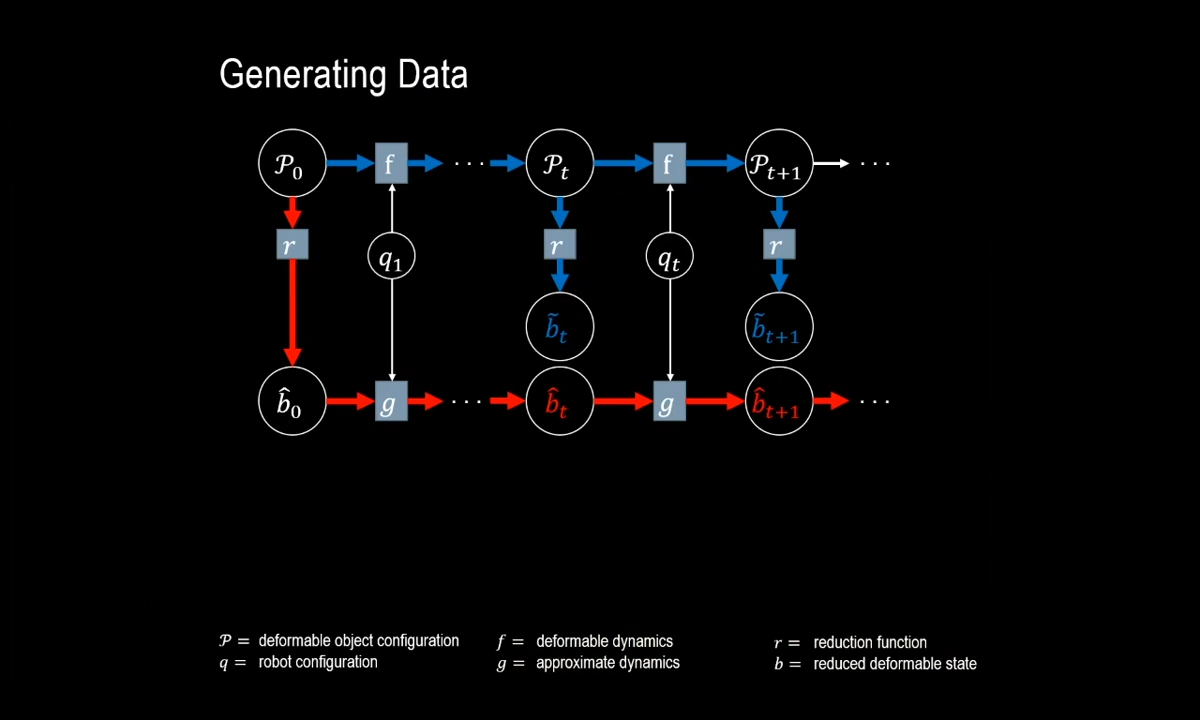 Generating Data
𝒫₀ f · · · 𝒫ₜ f 𝒫ₜ₊₁ · · ·
r q₁ r qₜ r
b̃ₜ b̃ₜ₊₁
b̂₀ g · · · b̂ₜ g b̂ₜ₊₁ · · ·
𝒫 = deformable object configuration f = deformable dynamics r = reduction function
q = robot configuration g = approximate dynamics b = reduced deformable state